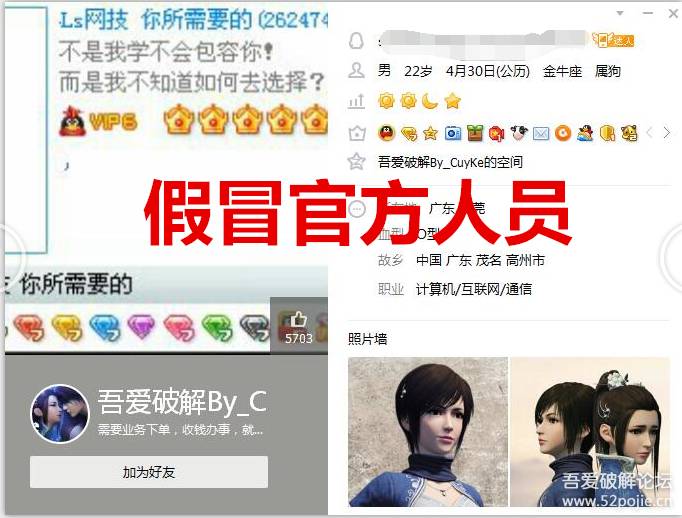 Ls网技 你所需要的(262474
不是我学不会包容你!
而是我不知道如何去选择?
VIP6
你所需要的
5703
吾爱破解By_C
需要业务下单，收钱办事，就...
加为好友
假冒官方人员
达人
男 22岁 4月30日(公历) 金牛座 属狗
吾爱破解By_CuyKe的空间
广东
O型
故乡 中国 广东 茂名 高州市
职业 计算机/互联网/通信
照片墙
吾爱破解论坛
www.52pojie.cn